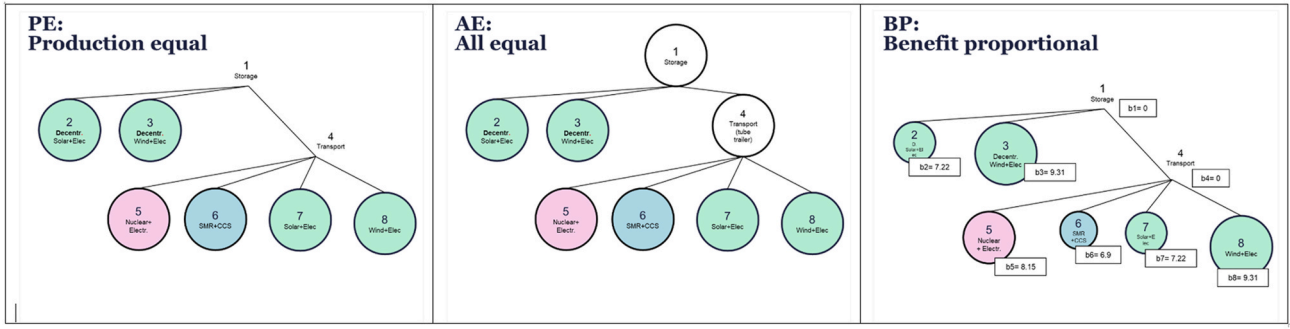 PE:
Production equal
1
Storage
2
Decentr.
Solar+Elec
3
Decentr.
Wind+Elec
4
Transport
5
Nuclear+
Electr.
6
SMR+CCS
7
Solar+Elec
8
Wind+Elec
AE:
All equal
1
Storage
2
Decentr.
Solar+Elec
3
Decentr.
Wind+Elec
4
Transport
(tube
trailer)
5
Nuclear+
Electr.
6
SMR+CCS
7
Solar+Elec
8
Wind+Elec
BP:
Benefit proportional
1
Storage
b1= 0
2
D.
Solar+El
ec
b2= 7.22
3
Decentr.
Wind+Elec
b3= 9.31
4
Transport
b4= 0
5
Nuclear
+ Electr.
b5= 8.15
6
SMR
+CCS
b6= 6.9
7
Solar+E
lec
b7= 7.22
8
Wind+Elec
b8= 9.31